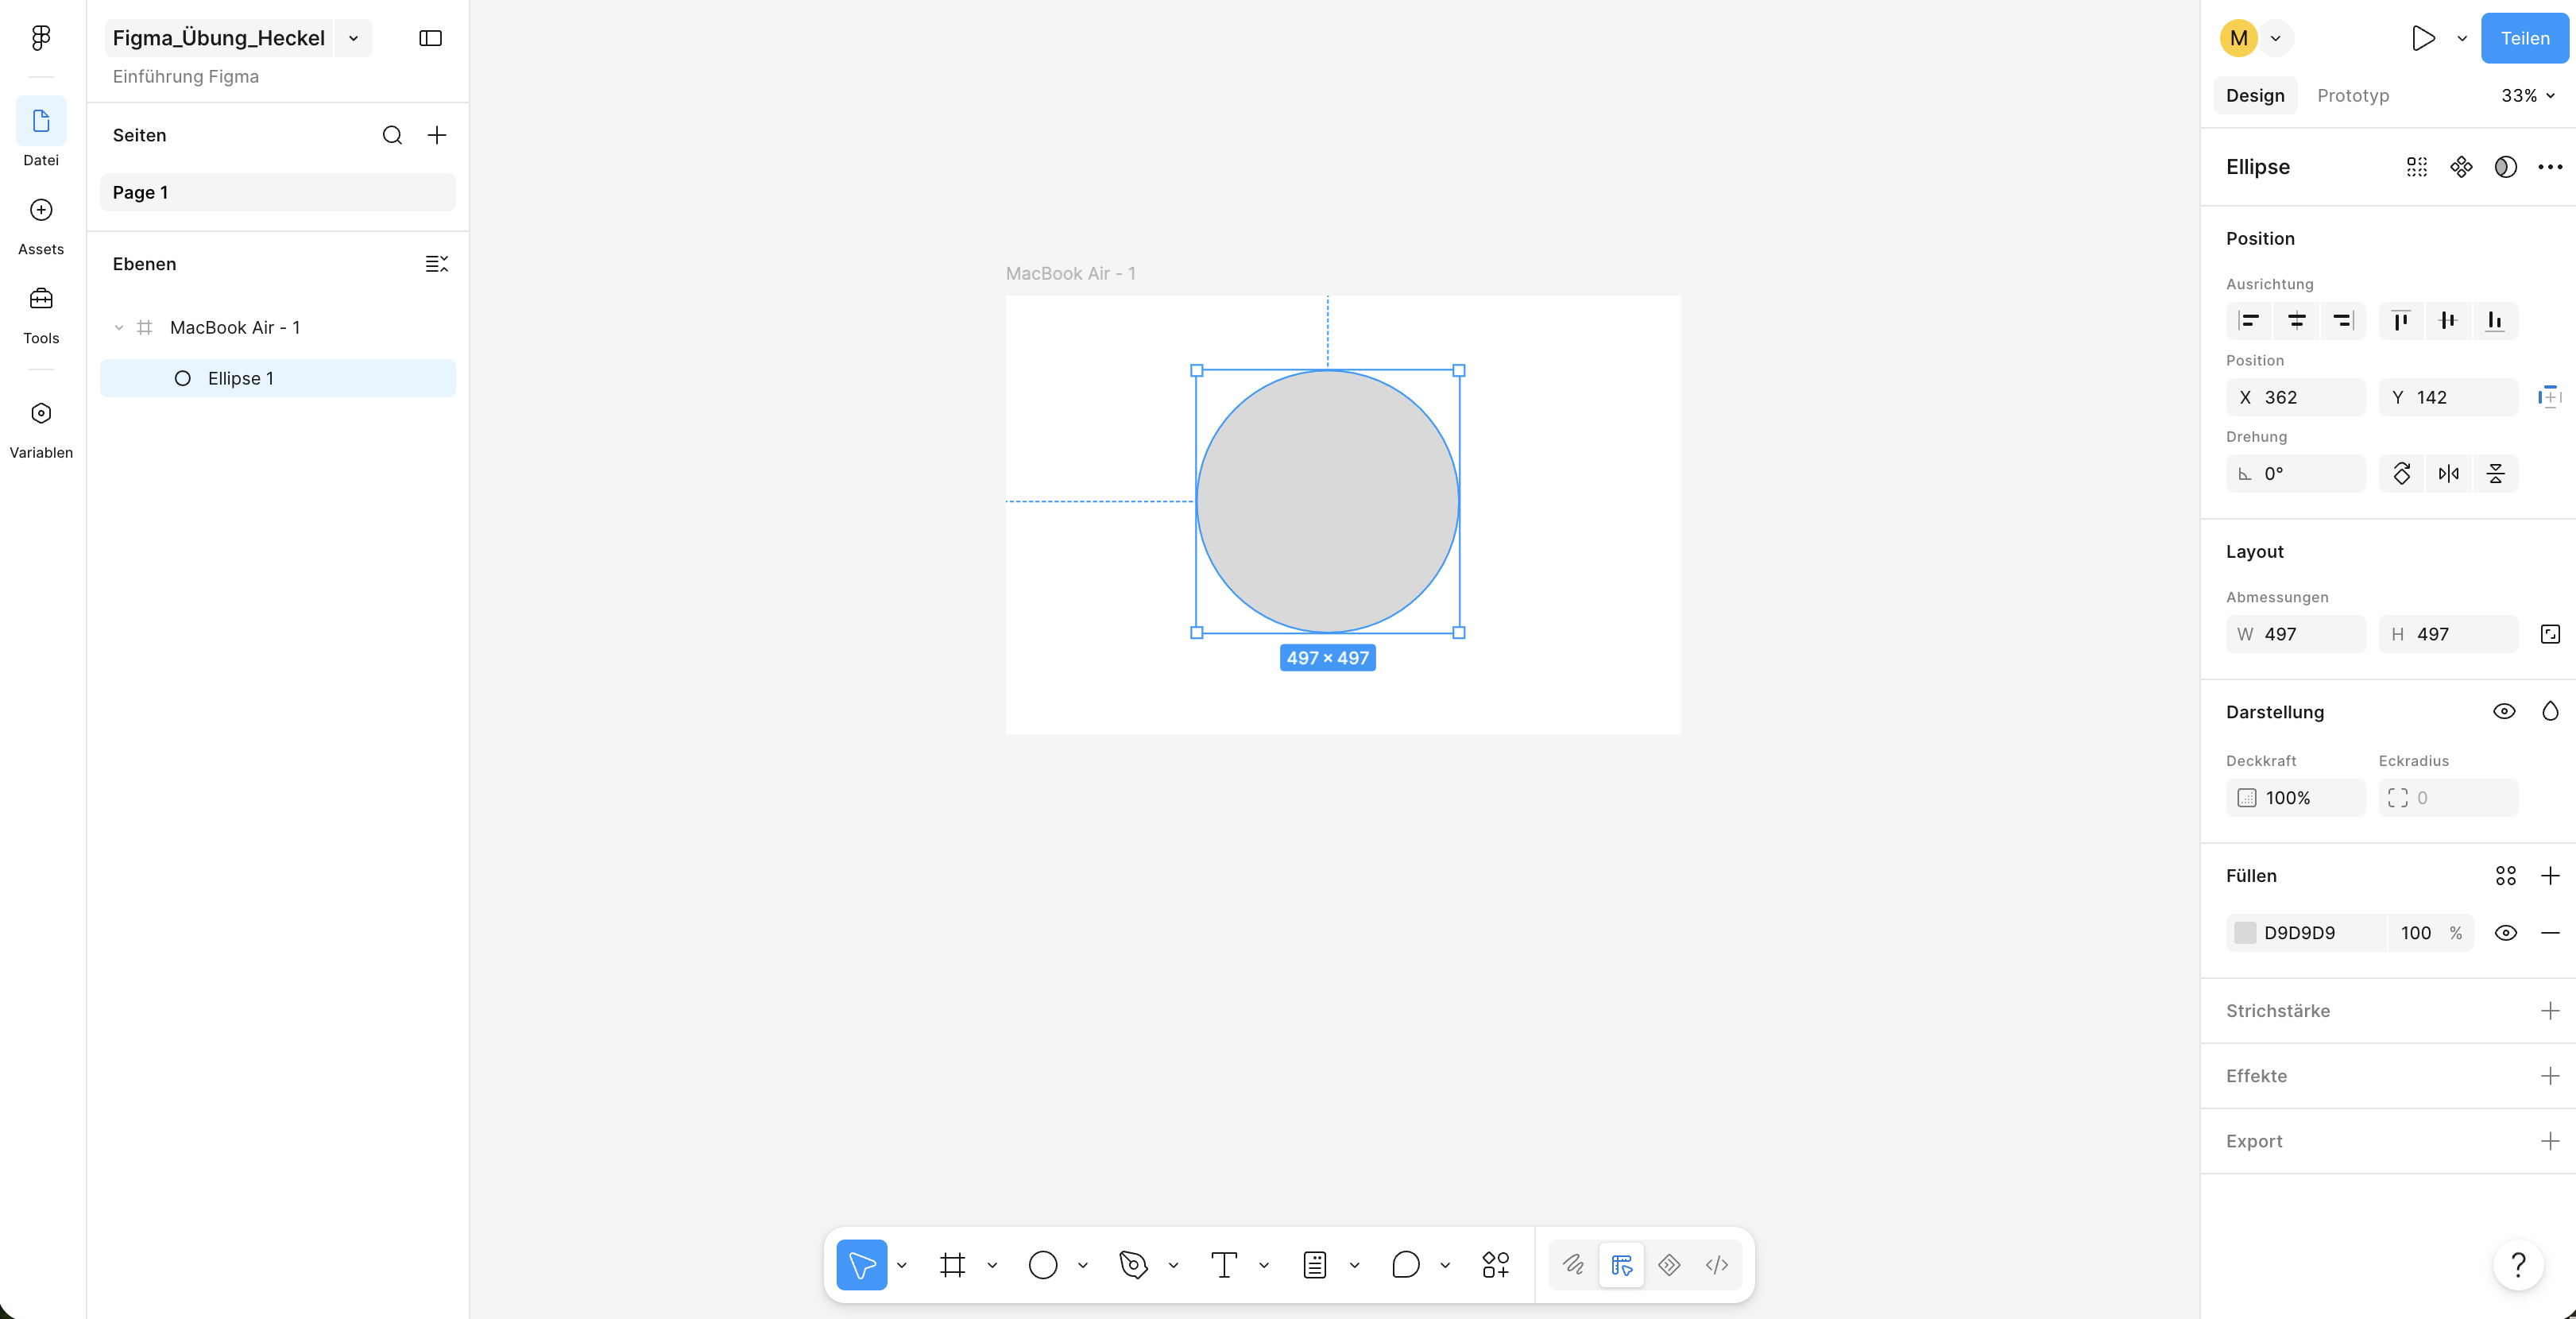 Figma_Übung_Heckel
Einführung Figma
Datei
Assets
Tools
Variablen
Seiten
Page 1
Ebenen
MacBook Air - 1
Ellipse 1
MacBook Air - 1
497 × 497
M
Teilen
Design Prototyp 33%
Ellipse
Position
Ausrichtung
Position
X 362 Y 142
Drehung
0°
Layout
Abmessungen
W 497 H 497
Darstellung
Deckkraft Eckradius
100% 0
Füllen
D9D9D9 100 %
Strichstärke
Effekte
Export
?